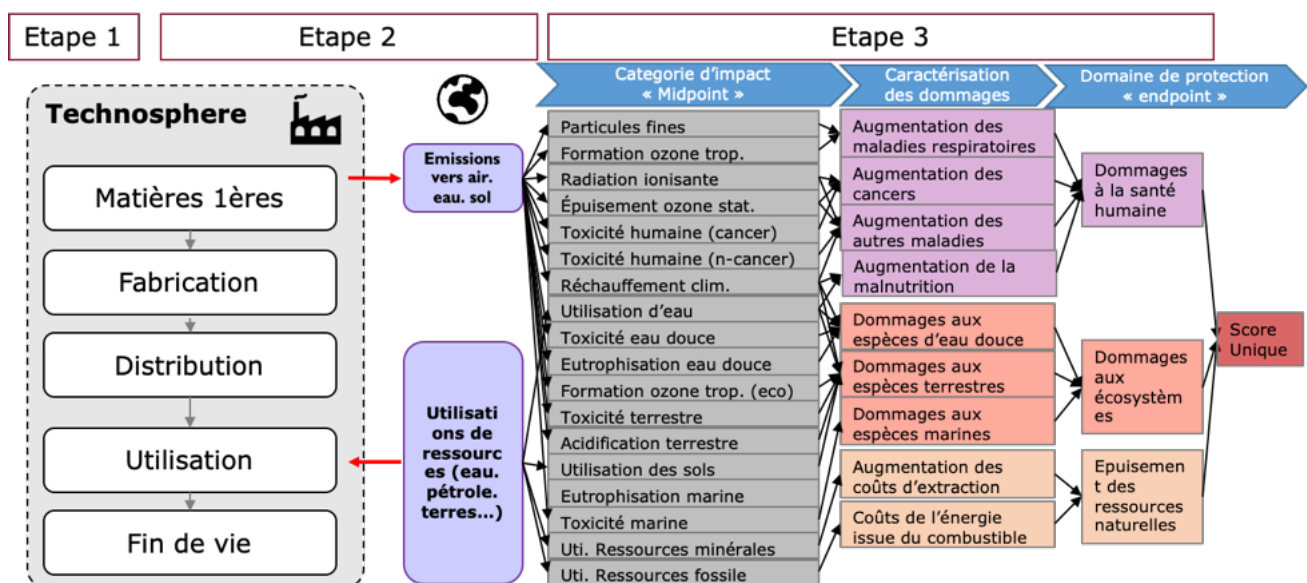 Etape 1
Etape 2
Etape 3
Technosphere
Matières 1ères
Fabrication
Distribution
Utilisation
Fin de vie
Emissions
vers air.
eau. sol
Utilisati
ons de
ressourc
es (eau.
pétrole.
terres...)
Categorie d'impact
« Midpoint »
Particules fines
Formation ozone trop.
Radiation ionisante
Épuisement ozone stat.
Toxicité humaine (cancer)
Toxicité humaine (n-cancer)
Réchauffement clim.
Utilisation d'eau
Toxicité eau douce
Eutrophisation eau douce
Formation ozone trop. (eco)
Toxicité terrestre
Acidification terrestre
Utilisation des sols
Eutrophisation marine
Toxicité marine
Uti. Ressources minérales
Uti. Ressources fossile
Caractérisation
des dommages
Augmentation des
maladies respiratoires
Augmentation des
cancers
Augmentation des
autres maladies
Augmentation de la
malnutrition
Dommages aux
espèces d'eau douce
Dommages aux
espèces terrestres
Dommages aux
espèces marines
Augmentation des
coûts d'extraction
Coûts de l'énergie
issue du combustible
Domaine de protection
« endpoint »
Dommages
à la santé
humaine
Dommages
aux
écosystèm
es
Epuisemen
t des
ressources
naturelles
Score
Unique